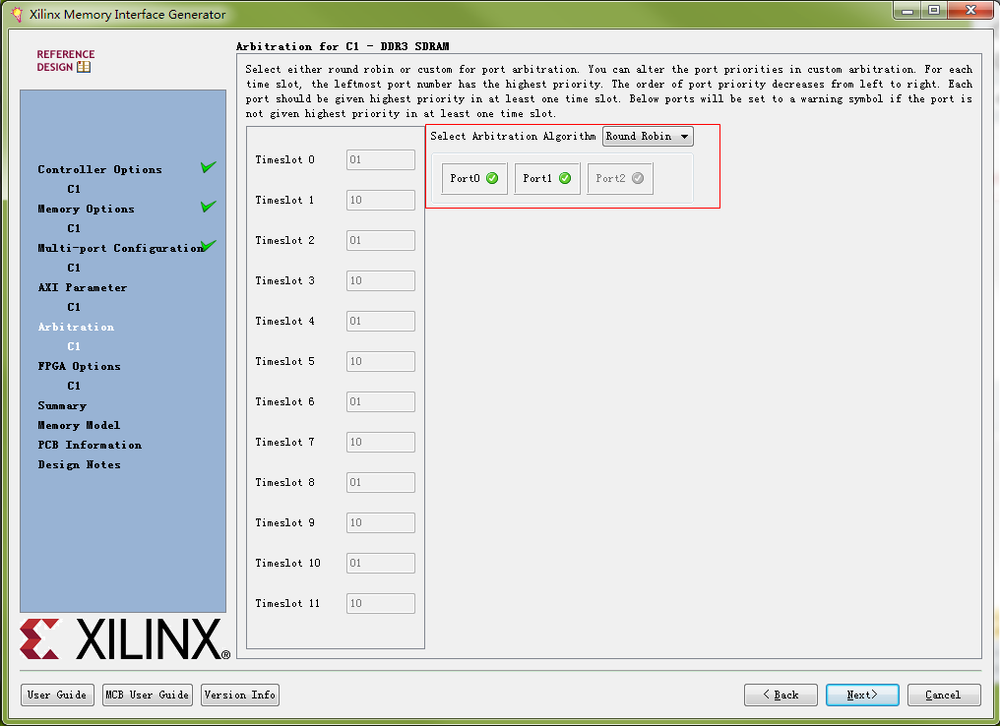 Xilinx Memory Interface Generator
REFERENCE
DESIGN
Controller Options
C1
Memory Options
C1
Multi-port Configuration
C1
AXI Parameter
C1
Arbitration
C1
FPGA Options
C1
Summary
Memory Model
PCB Information
Design Notes
XILINX®
Arbitration for C1 - DDR3 SDRAM
Select either round robin or custom for port arbitration. You can alter the port priorities in custom arbitration. For each
time slot, the leftmost port number has the highest priority. The order of port priority decreases from left to right. Each
port should be given highest priority in at least one time slot. Below ports will be set to a warning symbol if the port is
not given highest priority in at least one time slot.
Timeslot 0 01
Timeslot 1 10
Timeslot 2 01
Timeslot 3 10
Timeslot 4 01
Timeslot 5 10
Timeslot 6 01
Timeslot 7 10
Timeslot 8 01
Timeslot 9 10
Timeslot 10 01
Timeslot 11 10
Select Arbitration Algorithm Round Robin
Port0 Port1 Port2
User Guide MCB User Guide Version Info < Back Next> Cancel